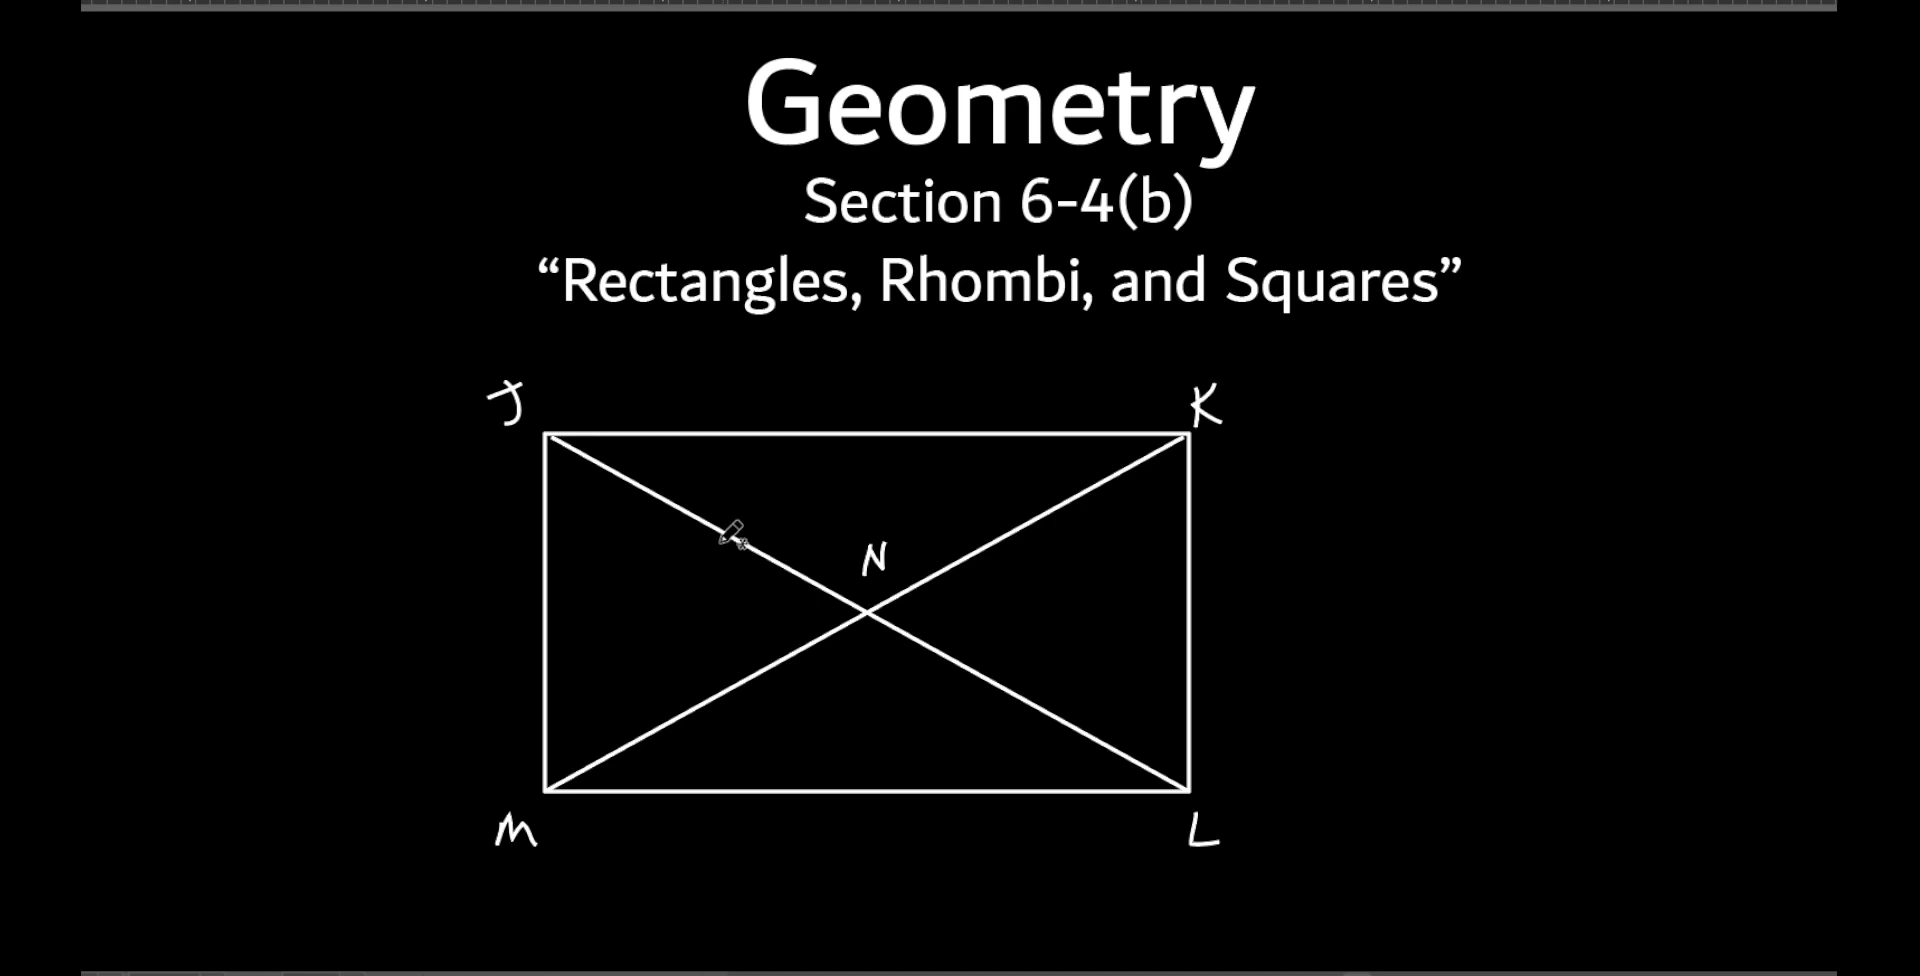 Geometry
Section 6-4(b)
“Rectangles, Rhombi, and Squares”
J
K
N
M
L